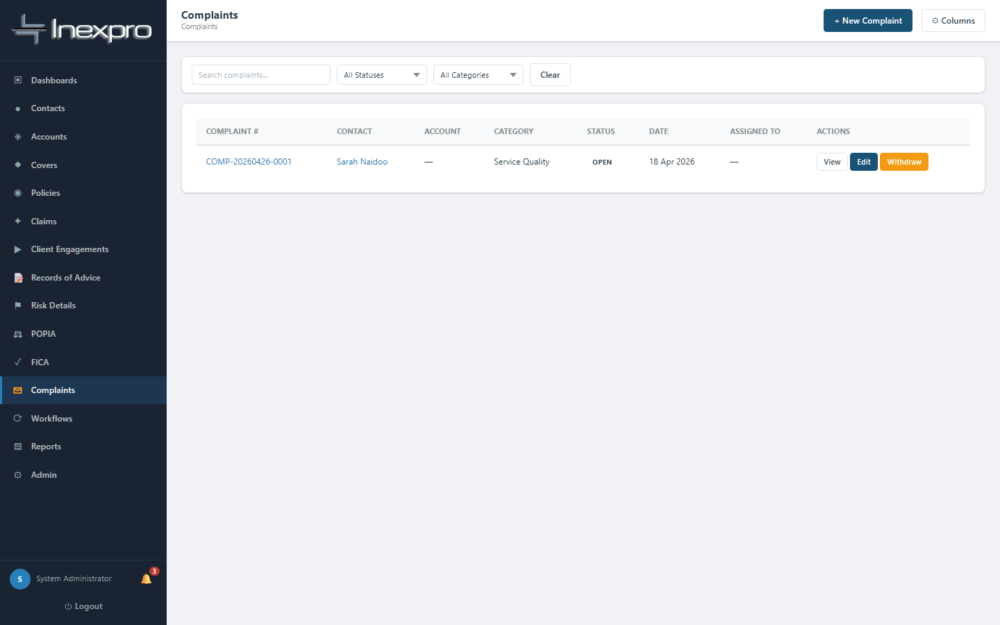 Inexpro
Dashboards
Contacts
Accounts
Covers
Policies
Claims
Client Engagements
Records of Advice
Risk Details
POPIA
FICA
Complaints
Workflows
Reports
Admin
S
System Administrator
3
Logout
Complaints
Complaints
+ New Complaint
Columns
Search complaints...
All Statuses
All Categories
Clear
COMPLAINT # CONTACT ACCOUNT CATEGORY STATUS DATE ASSIGNED TO ACTIONS
COMP-20260426-0001 Sarah Naidoo — Service Quality OPEN 18 Apr 2026 — View Edit Withdraw